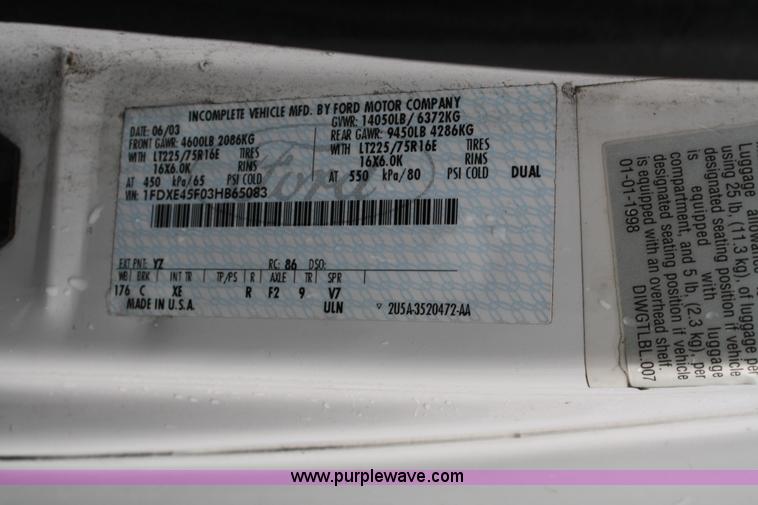 INCOMPLETE VEHICLE MFD. BY FORD MOTOR COMPANY
DATE: 06/03 GVWR: 14050LB/ 6372KG
FRONT GAWR: 4600LB 2086KG REAR GAWR: 9450LB 4286KG
WITH LT225/75R16E TIRES WITH LT225/75R16E TIRES
16X6.0K RIMS 16X6.0K RIMS
AT 450 kPa/65 PSI COLD AT 550 kPa/80 PSI COLD DUAL
VIN: 1FDXE45F03HB65083
Ford
EXT PNT: YZ RC: 86 DSO:
WB BRK INT TR TP/PS R AXLE TR SPR
176 C XE R F2 9 V7
MADE IN U.S.A. ULN 2U5A-3520472-AA
Luggage allowance
using 25 lb. (11.3 kg), of luggage per
designated seating position if vehicle
is equipped with luggage
compartment, and 5 lb. (2.3 kg), per
designated seating position if vehicle
is equipped with an overhead shelf.
01-01-1998 DIWGTLBL.007
www.purplewave.com